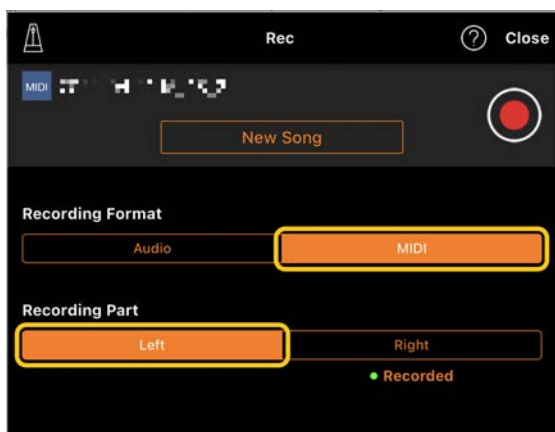 Rec ? Close
MIDI
New Song
Recording Format
Audio MIDI
Recording Part
Left Right
Recorded